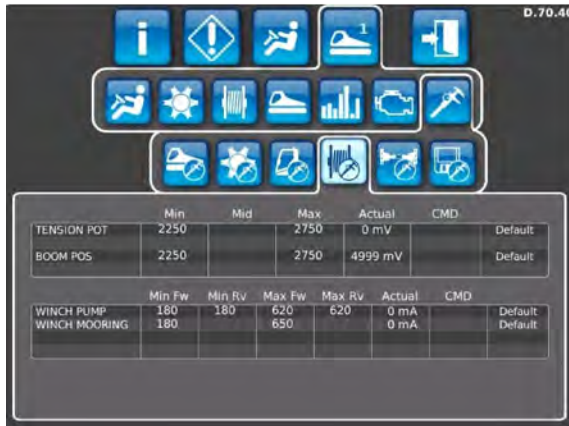 D.70.40
1
Min Mid Max Actual CMD
TENSION POT 2250 2750 0 mV Default
BOOM POS 2250 2750 4999 mV Default
Min Fw Min Rv Max Fw Max Rv Actual CMD
WINCH PUMP 180 180 620 620 0 mA Default
WINCH MOORING 180 650 0 mA Default